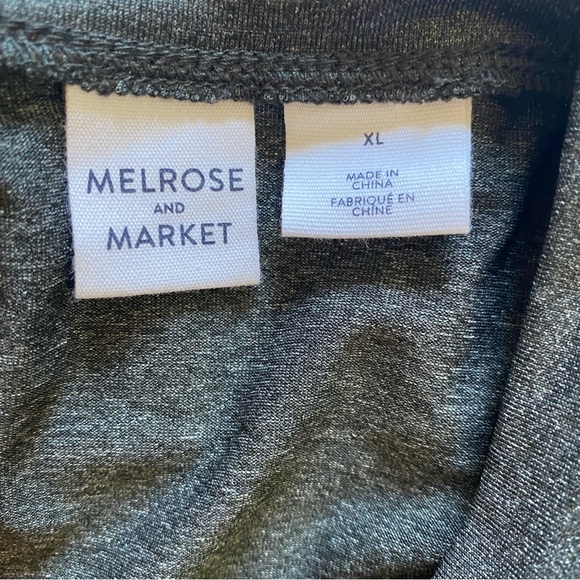 MELROSE
AND
MARKET
XL
MADE IN
CHINA
FABRIQUÉ EN
CHINE